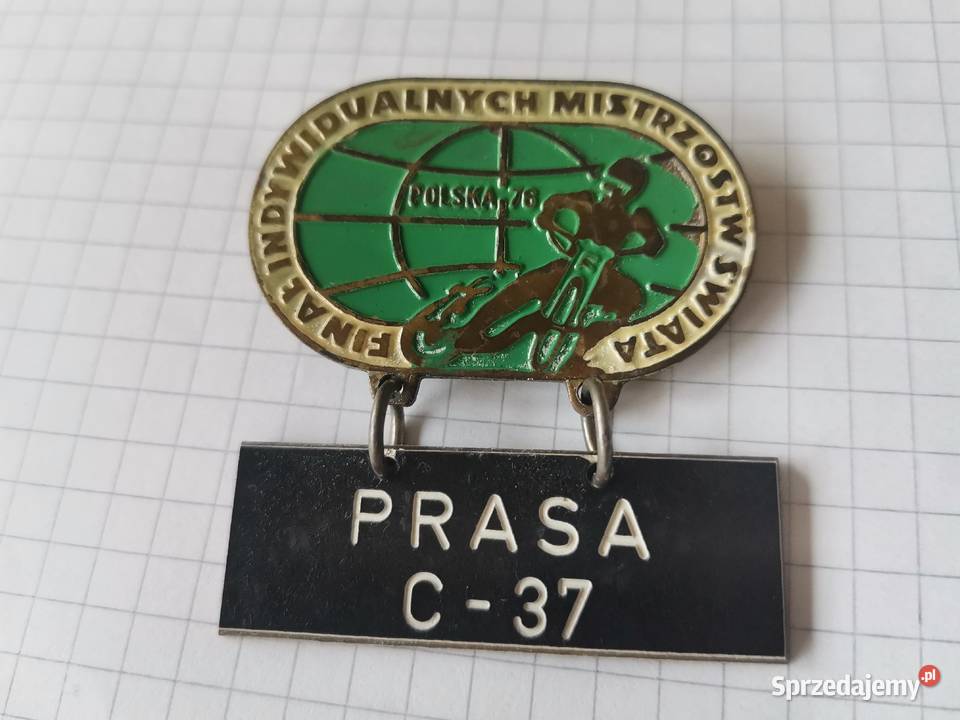 FINAŁ INDYWIDUALNYCH MISTRZOSTW ŚWIATA
POLSKA 76
PRASA
C-37
Sprzedajemy.pl